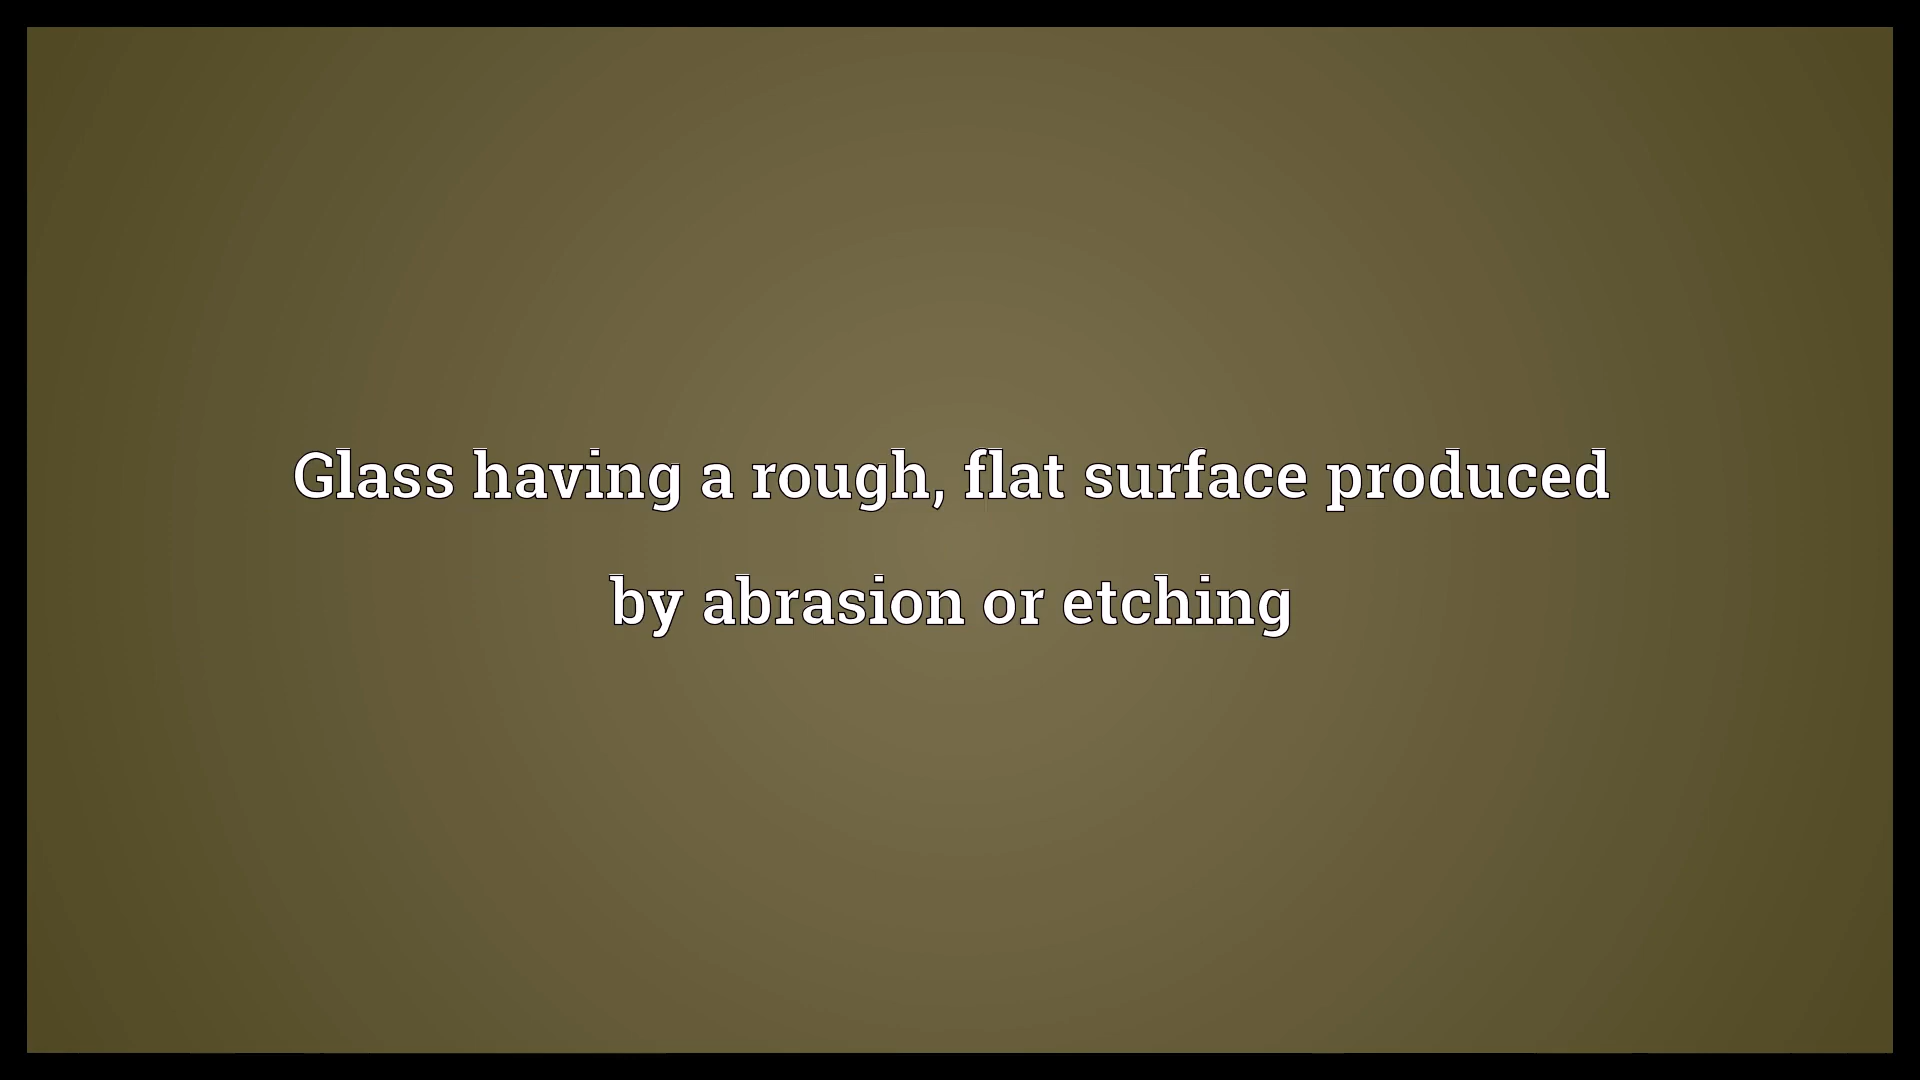 Glass having a rough, flat surface produced
by abrasion or etching